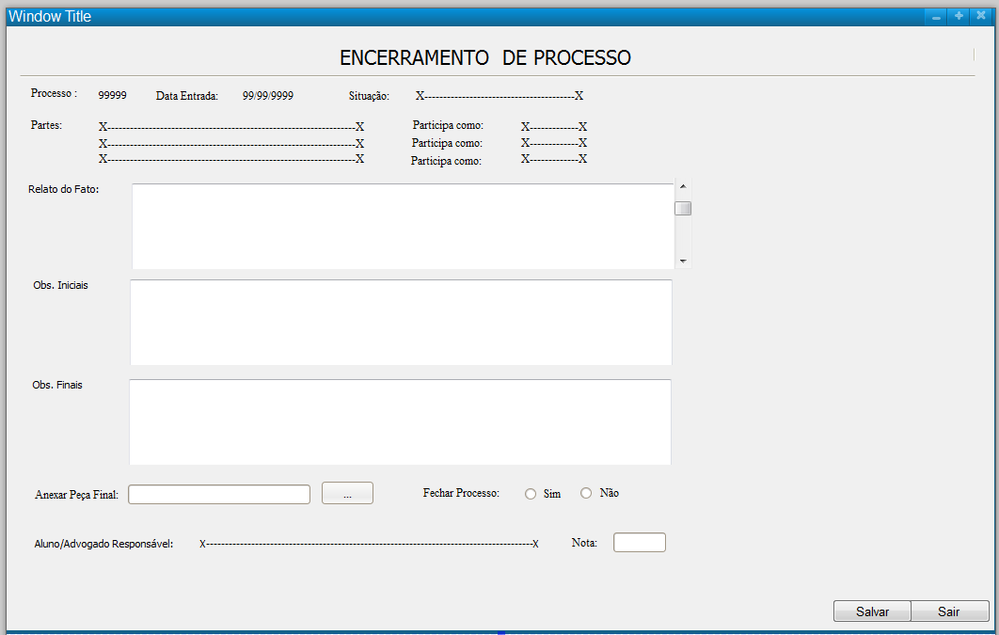 Window Title
ENCERRAMENTO DE PROCESSO
Processo : 99999 Data Entrada: 99/99/9999 Situação: X---------------------------------------X
Partes: X-----------------------------------------------------------------X Participa como: X-------------X
X-----------------------------------------------------------------X Participa como: X-------------X
X-----------------------------------------------------------------X Participa como: X-------------X
Relato do Fato:
Obs. Iniciais
Obs. Finais
Anexar Peça Final: ... Fechar Processo: Sim Não
Aluno/Advogado Responsável: X--------------------------------------------------------------------------------------X Nota:
Salvar Sair